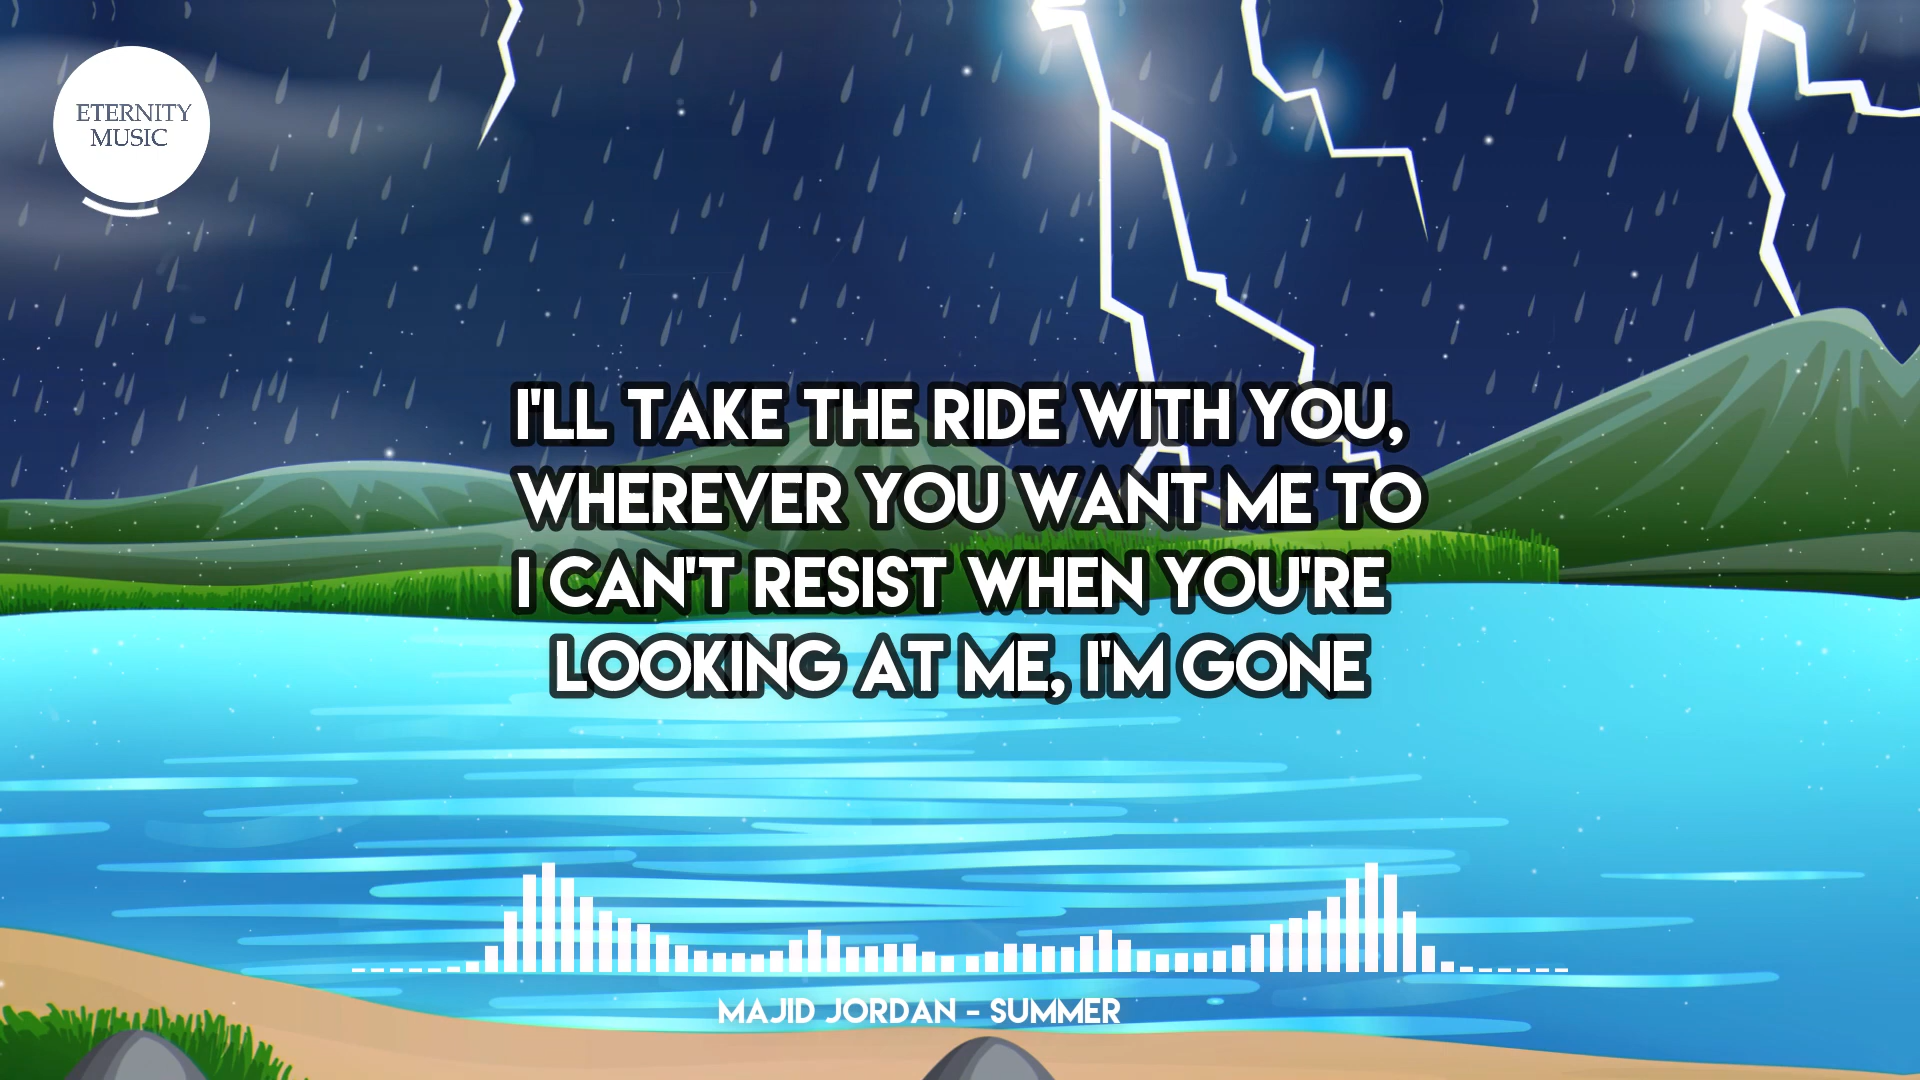 ETERNITY
MUSIC
I'LL TAKE THE RIDE WITH YOU,
WHEREVER YOU WANT ME TO
I CAN'T RESIST WHEN YOU'RE
LOOKING AT ME, I'M GONE
MAJID JORDAN - SUMMER